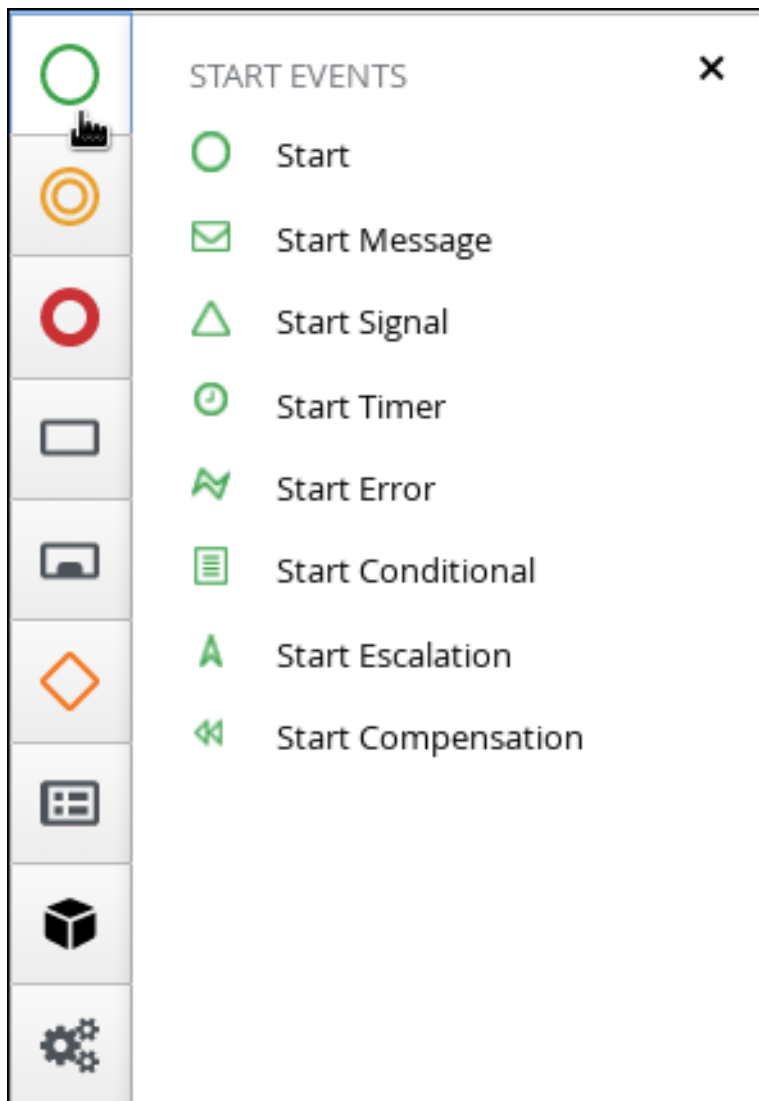 START EVENTS
Start
Start Message
Start Signal
Start Timer
Start Error
Start Conditional
Start Escalation
Start Compensation